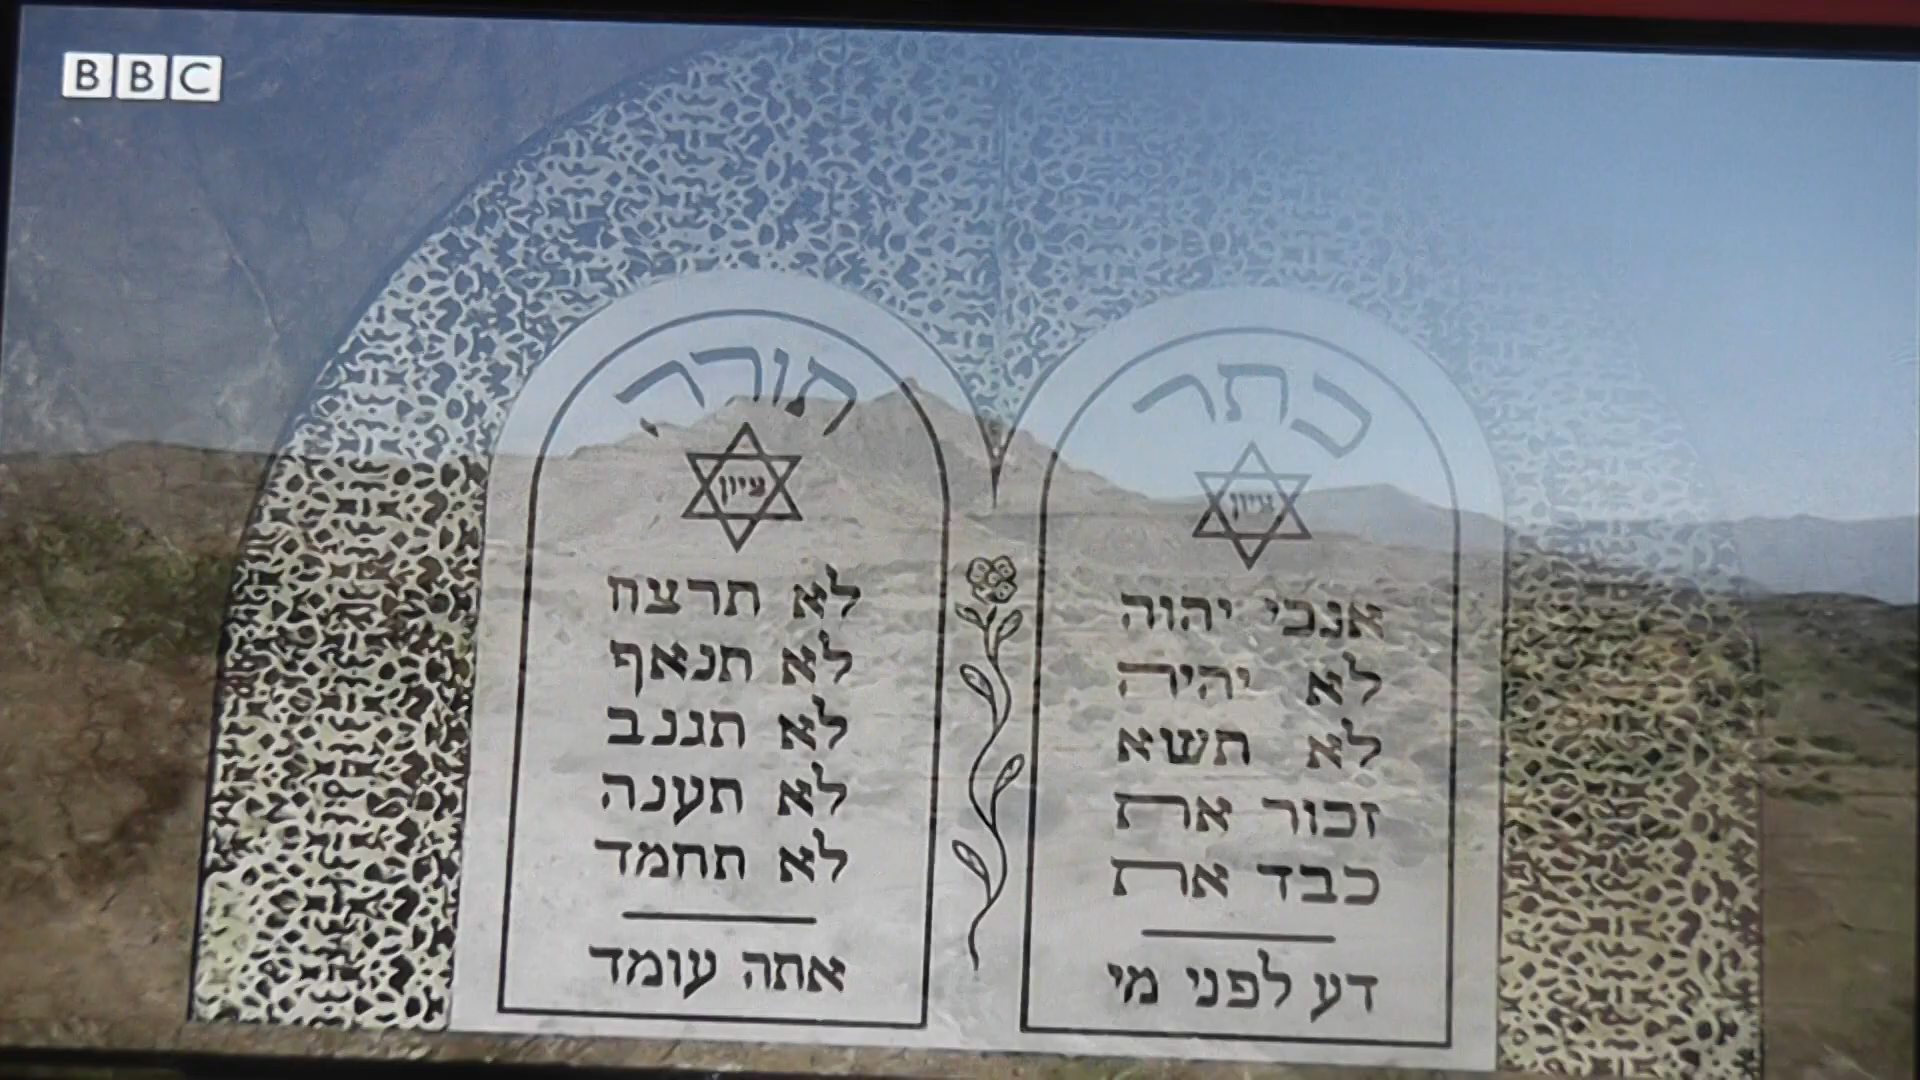 BBC
כתר
ציון
אנכי יהוה
לא יהיה
לא תשא
זכור את
כבד את
דע לפני מי
תורה
ציון
לא תרצח
לא תנאף
לא תגנב
לא תענה
לא תחמד
אתה עומד